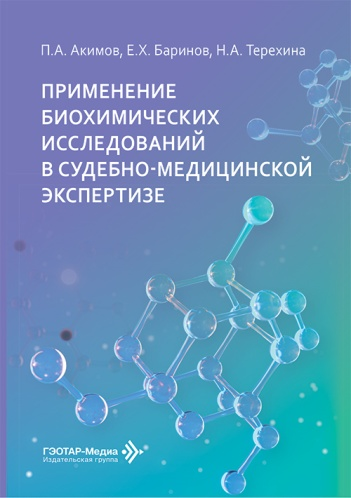 П.А. Акимов, Е.Х. Баринов, Н.А. Терехина
ПРИМЕНЕНИЕ
БИОХИМИЧЕСКИХ
ИССЛЕДОВАНИЙ
В СУДЕБНО-МЕДИЦИНСКОЙ
ЭКСПЕРТИЗЕ
ГЭОТАР-Медиа
Издательская группа